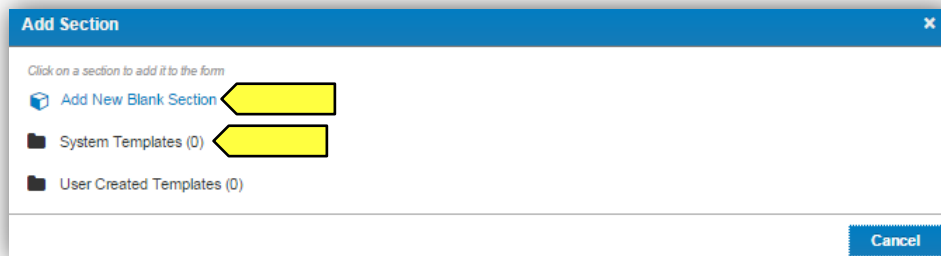 Add Section
Click on a section to add it to the form
Add New Blank Section
System Templates (0)
User Created Templates (0)
Cancel